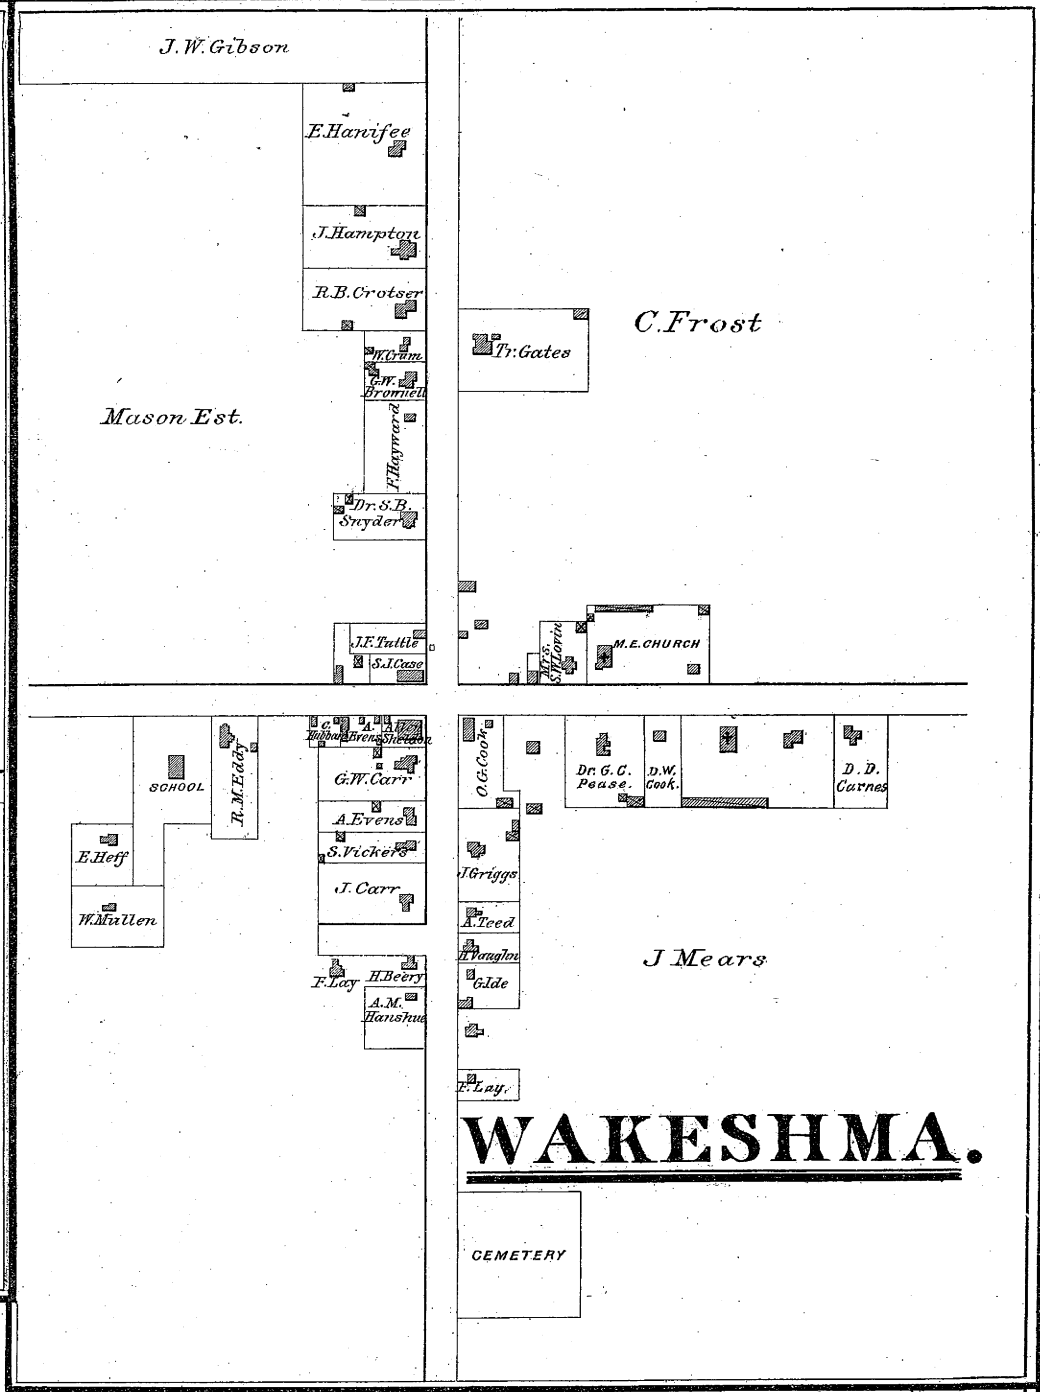 J.W. Gibson
E. Hanifee
J. Hampton
R.B. Crotser
C. Frost
W. Cram
Tr. Gates
G.W.
Brownell
Mason Est.
F. Hayward
Dr. S.B.
Snyder
J.F. Tuttle
S.J. Case
Mrs.
S.W. Lovin
M.E. CHURCH
C.
Hubbard
A.
Evens
Allen
Sheldon
SCHOOL
R.M. Eddy
G.W. Carr
O.G. Cook
Dr. G.C.
Pease.
D.W.
Cook.
D.D.
Carnes
A. Evens
E. Heff
S. Vickers
J. Griggs
J. Carr
W. Mullen
A. Teed
H. Vaughn
J Mears
F. Lay
H. Beery
G. Ide
A.M.
Hanshue
F. Lay.
WAKESHMA.
CEMETERY